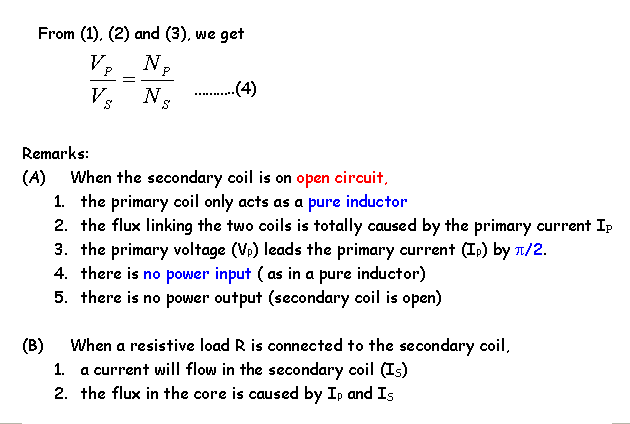 From (1), (2) and (3), we get
V_P / V_S = N_P / N_S ...........(4)
Remarks:
(A) When the secondary coil is on open circuit,
1. the primary coil only acts as a pure inductor
2. the flux linking the two coils is totally caused by the primary current I_P
3. the primary voltage (V_P) leads the primary current (I_P) by π/2.
4. there is no power input ( as in a pure inductor)
5. there is no power output (secondary coil is open)
(B) When a resistive load R is connected to the secondary coil,
1. a current will flow in the secondary coil (I_S)
2. the flux in the core is caused by I_P and I_S